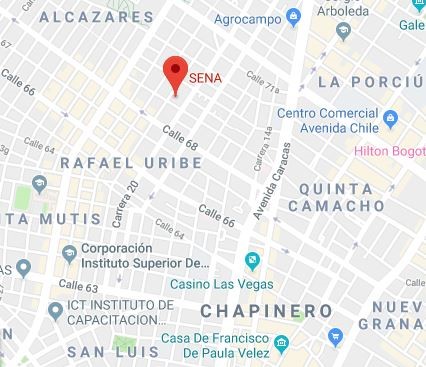 ALCAZARES
Agrocampo
Arboleda
Gale
SENA
Calle 66
Calle 71a
LA PORCIÚ
Centro Comercial
Avenida Chile
Calle 68
Calle 64
Carrera 14a
Hilton Bogot
RAFAEL URIBE
Avenida Caracas
QUINTA
CAMACHO
Carrera 20
TA MUTIS
Calle 66
Calle 64
Corporación
Instituto Superior De...
AS
Casino Las Vegas
Calle 63
ICT INSTITUTO DE
CAPACITACION...
CHAPINERO
NUEV
GRANA
SAN LUIS
Casa De Francisco
De Paula Velez